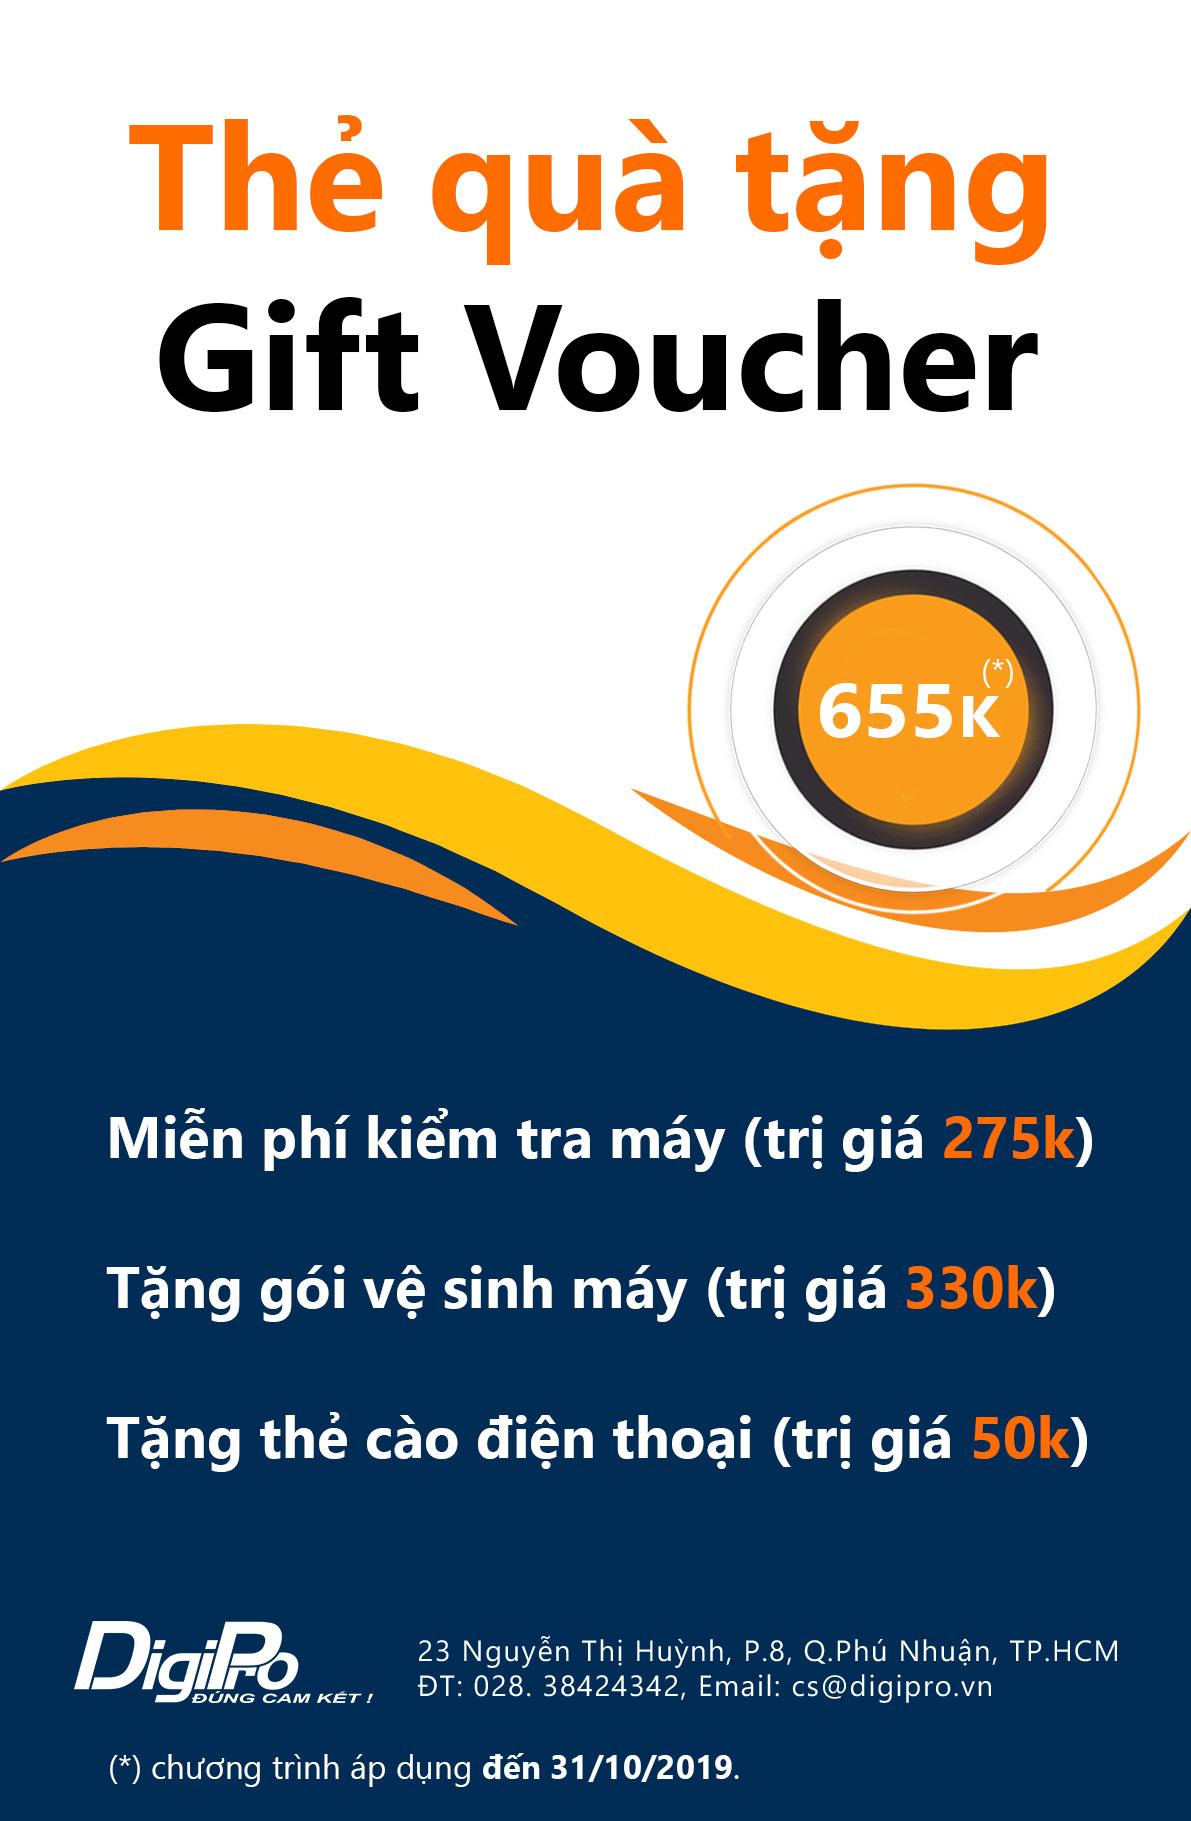 Thẻ quà tặng
Gift Voucher
655K(*)
Miễn phí kiểm tra máy (trị giá 275k)
Tặng gói vệ sinh máy (trị giá 330k)
Tặng thẻ cào điện thoại (trị giá 50k)
DigiPro
ĐÚNG CAM KẾT !
23 Nguyễn Thị Huỳnh, P.8, Q.Phú Nhuận, TP.HCM
ĐT: 028. 38424342, Email: cs@digipro.vn
(*) chương trình áp dụng đến 31/10/2019.